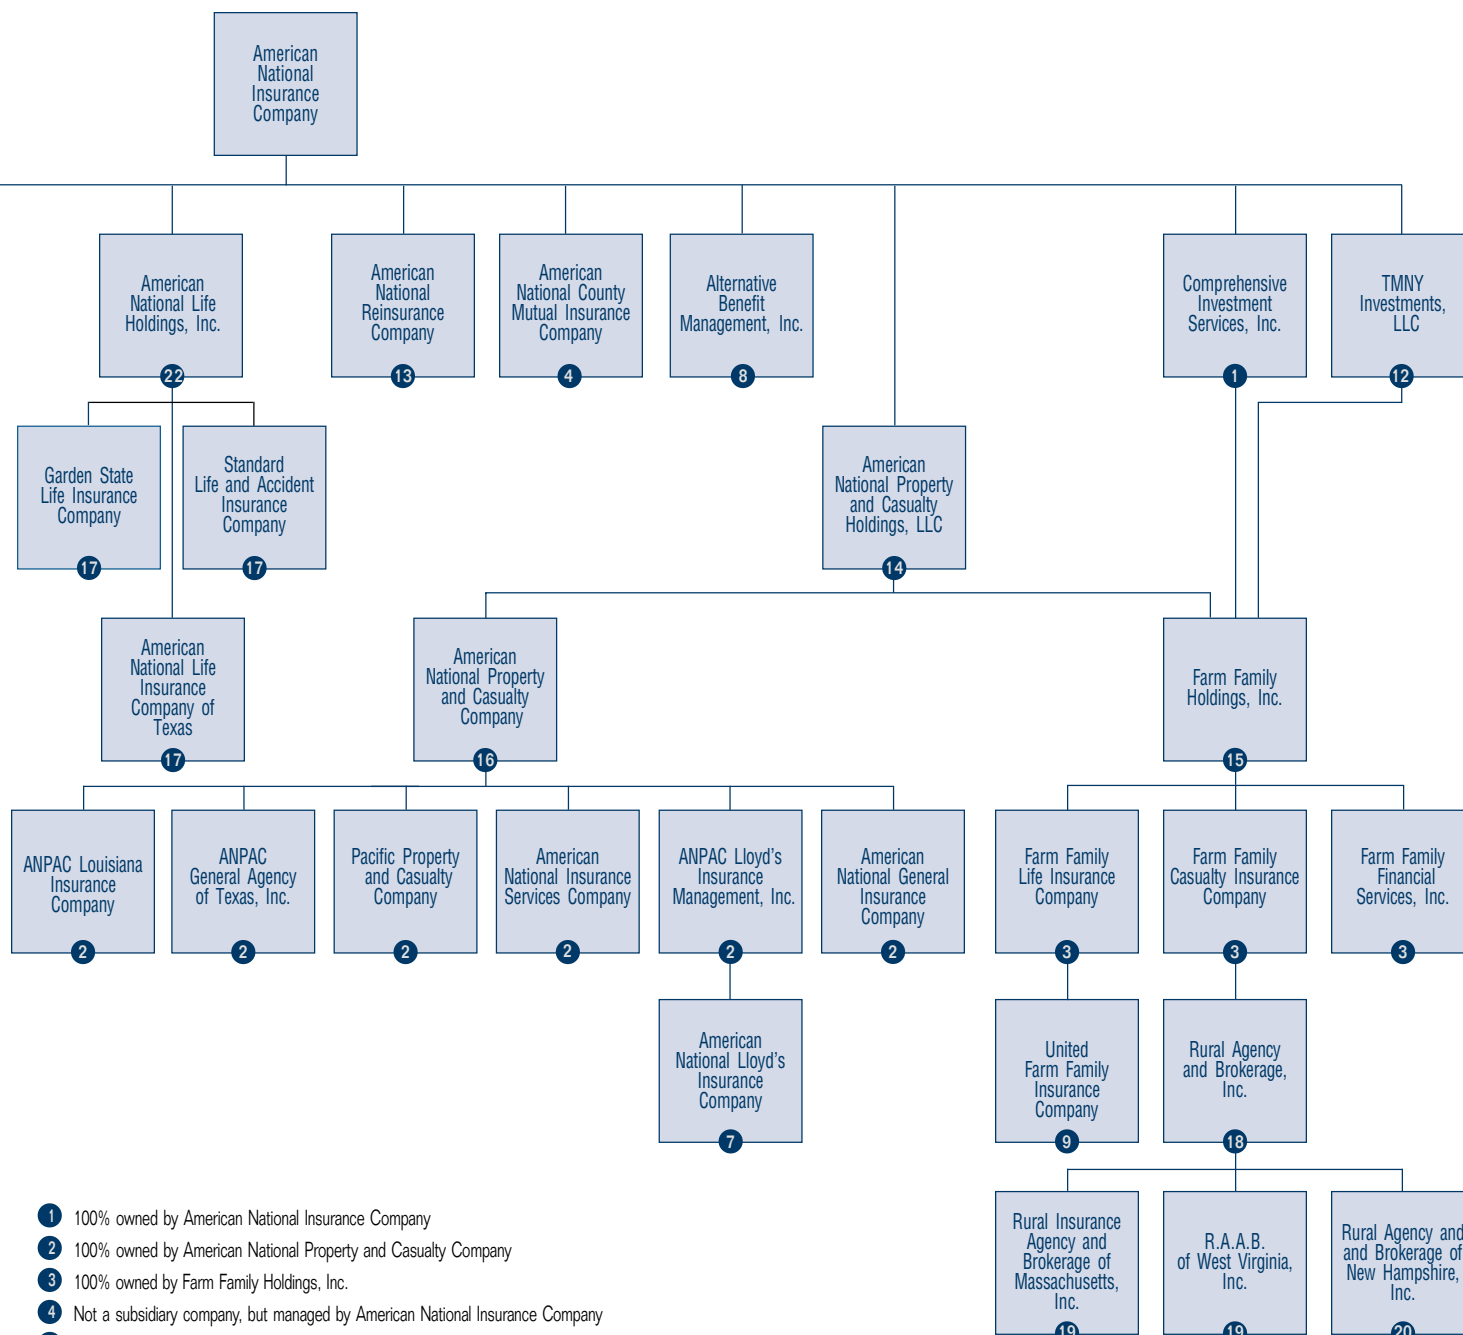 American
National
Insurance
Company
American
National Life
Holdings, Inc.
22
American
National
Reinsurance
Company
13
American
National County
Mutual Insurance
Company
4
Alternative
Benefit
Management, Inc.
8
Comprehensive
Investment
Services, Inc.
1
TMNY
Investments,
LLC
12
Garden State
Life Insurance
Company
17
Standard
Life and Accident
Insurance
Company
17
American
National Property
and Casualty
Holdings, LLC
14
American
National Life
Insurance
Company of
Texas
17
American
National Property
and Casualty
Company
16
Farm Family
Holdings, Inc.
15
ANPAC Louisiana
Insurance
Company
2
ANPAC
General Agency
of Texas, Inc.
2
Pacific Property
and Casualty
Company
2
American
National Insurance
Services Company
2
ANPAC Lloyd's
Insurance
Management, Inc.
2
American
National General
Insurance
Company
2
Farm Family
Life Insurance
Company
3
Farm Family
Casualty Insurance
Company
3
Farm Family
Financial
Services, Inc.
3
American
National Lloyd's
Insurance
Company
7
United
Farm Family
Insurance
Company
9
Rural Agency
and Brokerage,
Inc.
18
Rural Insurance
Agency and
Brokerage of
Massachusetts,
Inc.
19
R.A.A.B.
of West Virginia,
Inc.
19
Rural Agency and
and Brokerage of
New Hampshire,
Inc.
20
1 100% owned by American National Insurance Company
2 100% owned by American National Property and Casualty Company
3 100% owned by Farm Family Holdings, Inc.
4 Not a subsidiary company, but managed by American National Insurance Company